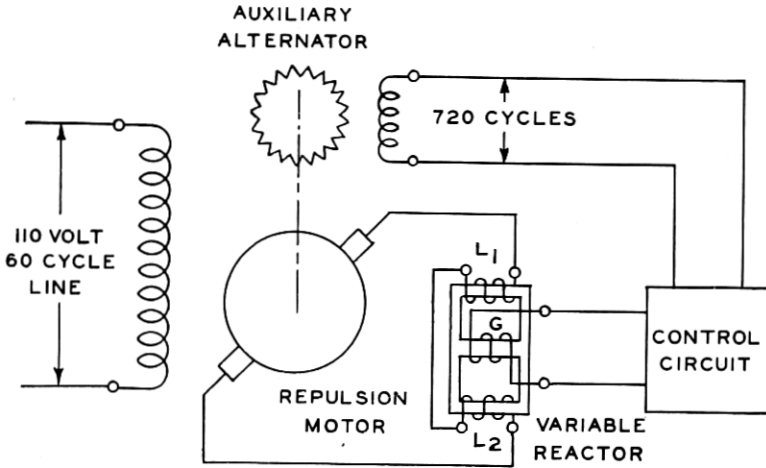 AUXILIARY
ALTERNATOR
720 CYCLES
110 VOLT
60 CYCLE
LINE
L1
G
CONTROL
CIRCUIT
REPULSION
MOTOR
L2
VARIABLE
REACTOR